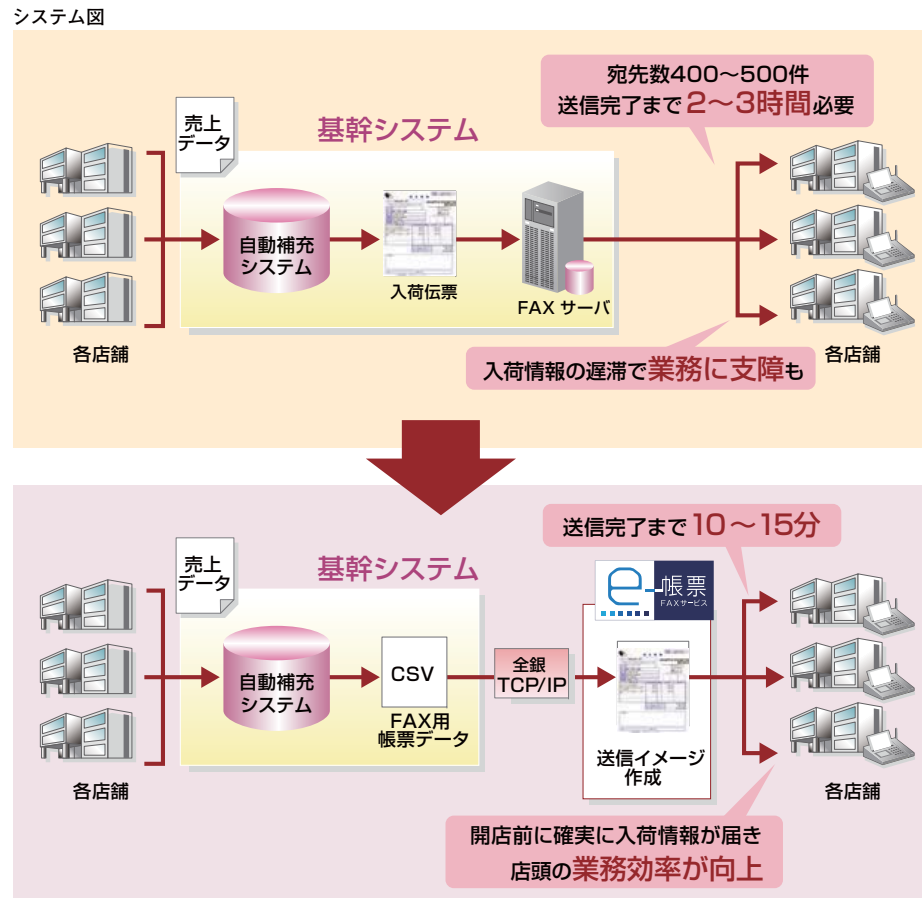 システム図
宛先数400〜500件
送信完了まで2〜3時間必要
売上
データ
基幹システム
自動補充
システム
入荷伝票
FAX サーバ
各店舗
各店舗
入荷情報の遅滞で業務に支障も
送信完了まで10〜15分
売上
データ
基幹システム
e-帳票
FAXサービス
自動補充
システム
CSV
FAX用
帳票データ
全銀
TCP/IP
送信イメージ
作成
各店舗
各店舗
開店前に確実に入荷情報が届き
店頭の業務効率が向上